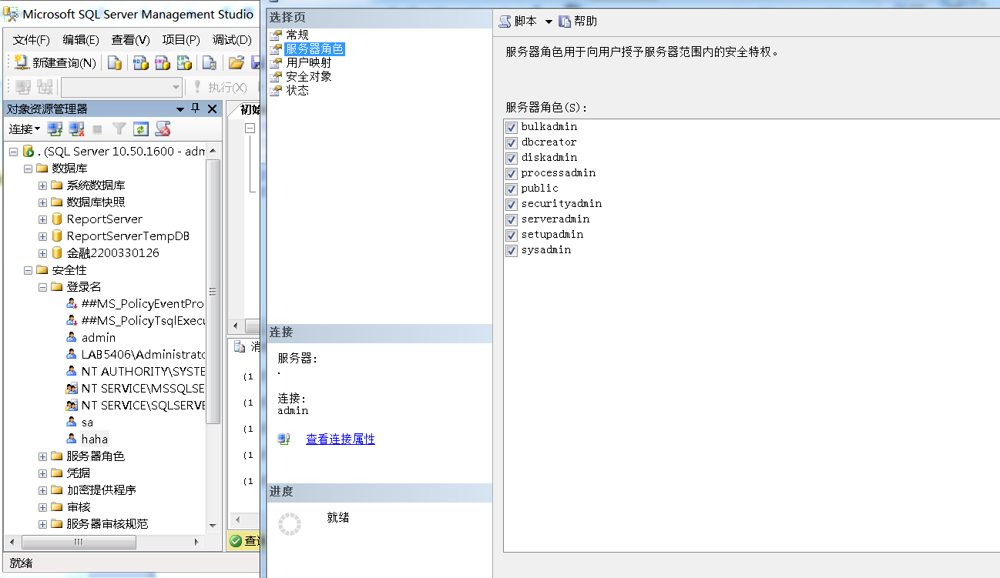 Microsoft SQL Server Management Studio
文件(F) 编辑(E) 查看(V) 项目(P) 调试(D)
新建查询(N)
执行(X)
对象资源管理器
连接
. (SQL Server 10.50.1600 - adm
数据库
系统数据库
数据库快照
ReportServer
ReportServerTempDB
金融2200330126
安全性
登录名
##MS_PolicyEventPro
##MS_PolicyTsqlExecu
admin
LAB5406\Administrato
NT AUTHORITY\SYSTE
NT SERVICE\MSSQLSE
NT SERVICE\SQLSERVE
sa
haha
服务器角色
凭据
加密提供程序
审核
服务器审核规范
就绪
初始
消
(1
(1
(1
(1
(1
查询
选择页
常规
服务器角色
用户映射
安全对象
状态
连接
服务器:
.
连接:
admin
查看连接属性
进度
就绪
脚本 帮助
服务器角色用于向用户授予服务器范围内的安全特权。
服务器角色(S):
bulkadmin
dbcreator
diskadmin
processadmin
public
securityadmin
serveradmin
setupadmin
sysadmin